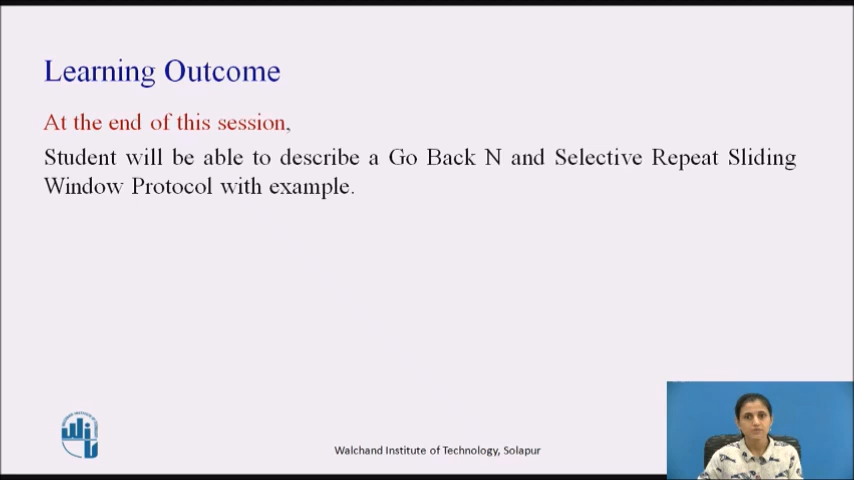 Learning Outcome
At the end of this session,
Student will be able to describe a Go Back N and Selective Repeat Sliding
Window Protocol with example.
Walchand Institute of Technology, Solapur